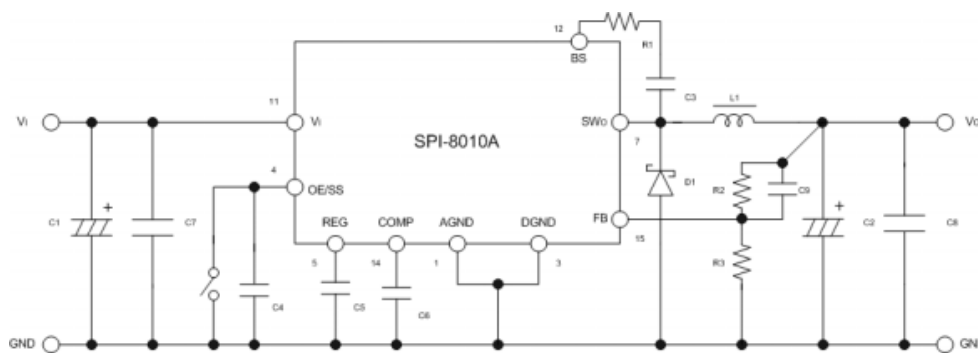 12
BS
R1
C3
L1
11
Vi
Vi
SWo
Vo
SPI-8010A
7
4
OE/SS
D1
R2
C9
C1
+
C7
REG
COMP
AGND
DGND
FB
+
C2
C8
5
14
1
3
15
R3
C4
C5
C6
GND
GN